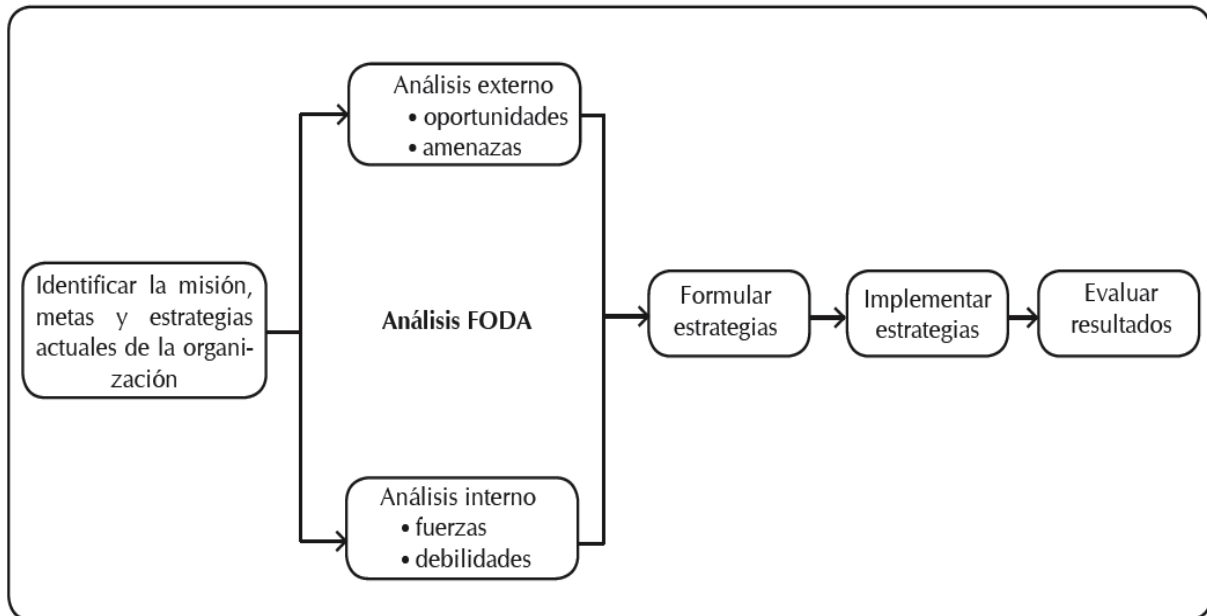 Análisis externo
• oportunidades
• amenazas
Identificar la misión,
metas y estrategias
actuales de la organi-
zación
Análisis FODA
Análisis interno
• fuerzas
• debilidades
Formular
estrategias
Implementar
estrategias
Evaluar
resultados